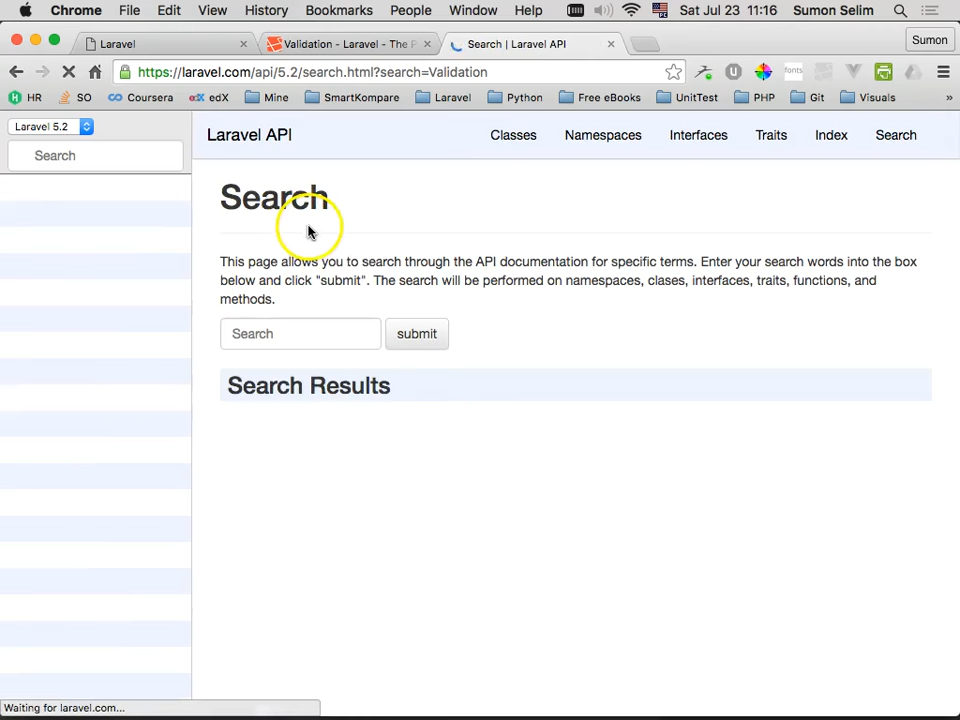 Chrome File Edit View History Bookmarks People Window Help Sat Jul 23 11:16 Sumon Selim
Laravel Validation - Laravel - The P Search | Laravel API Sumon
https://laravel.com/api/5.2/search.html?search=Validation
HR SO Coursera edX Mine SmartKompare Laravel Python Free eBooks UnitTest PHP Git Visuals »
Laravel 5.2
Search
Laravel API Classes Namespaces Interfaces Traits Index Search
Search
This page allows you to search through the API documentation for specific terms. Enter your search words into the box
below and click "submit". The search will be performed on namespaces, clases, interfaces, traits, functions, and
methods.
Search submit
Search Results
Waiting for laravel.com...